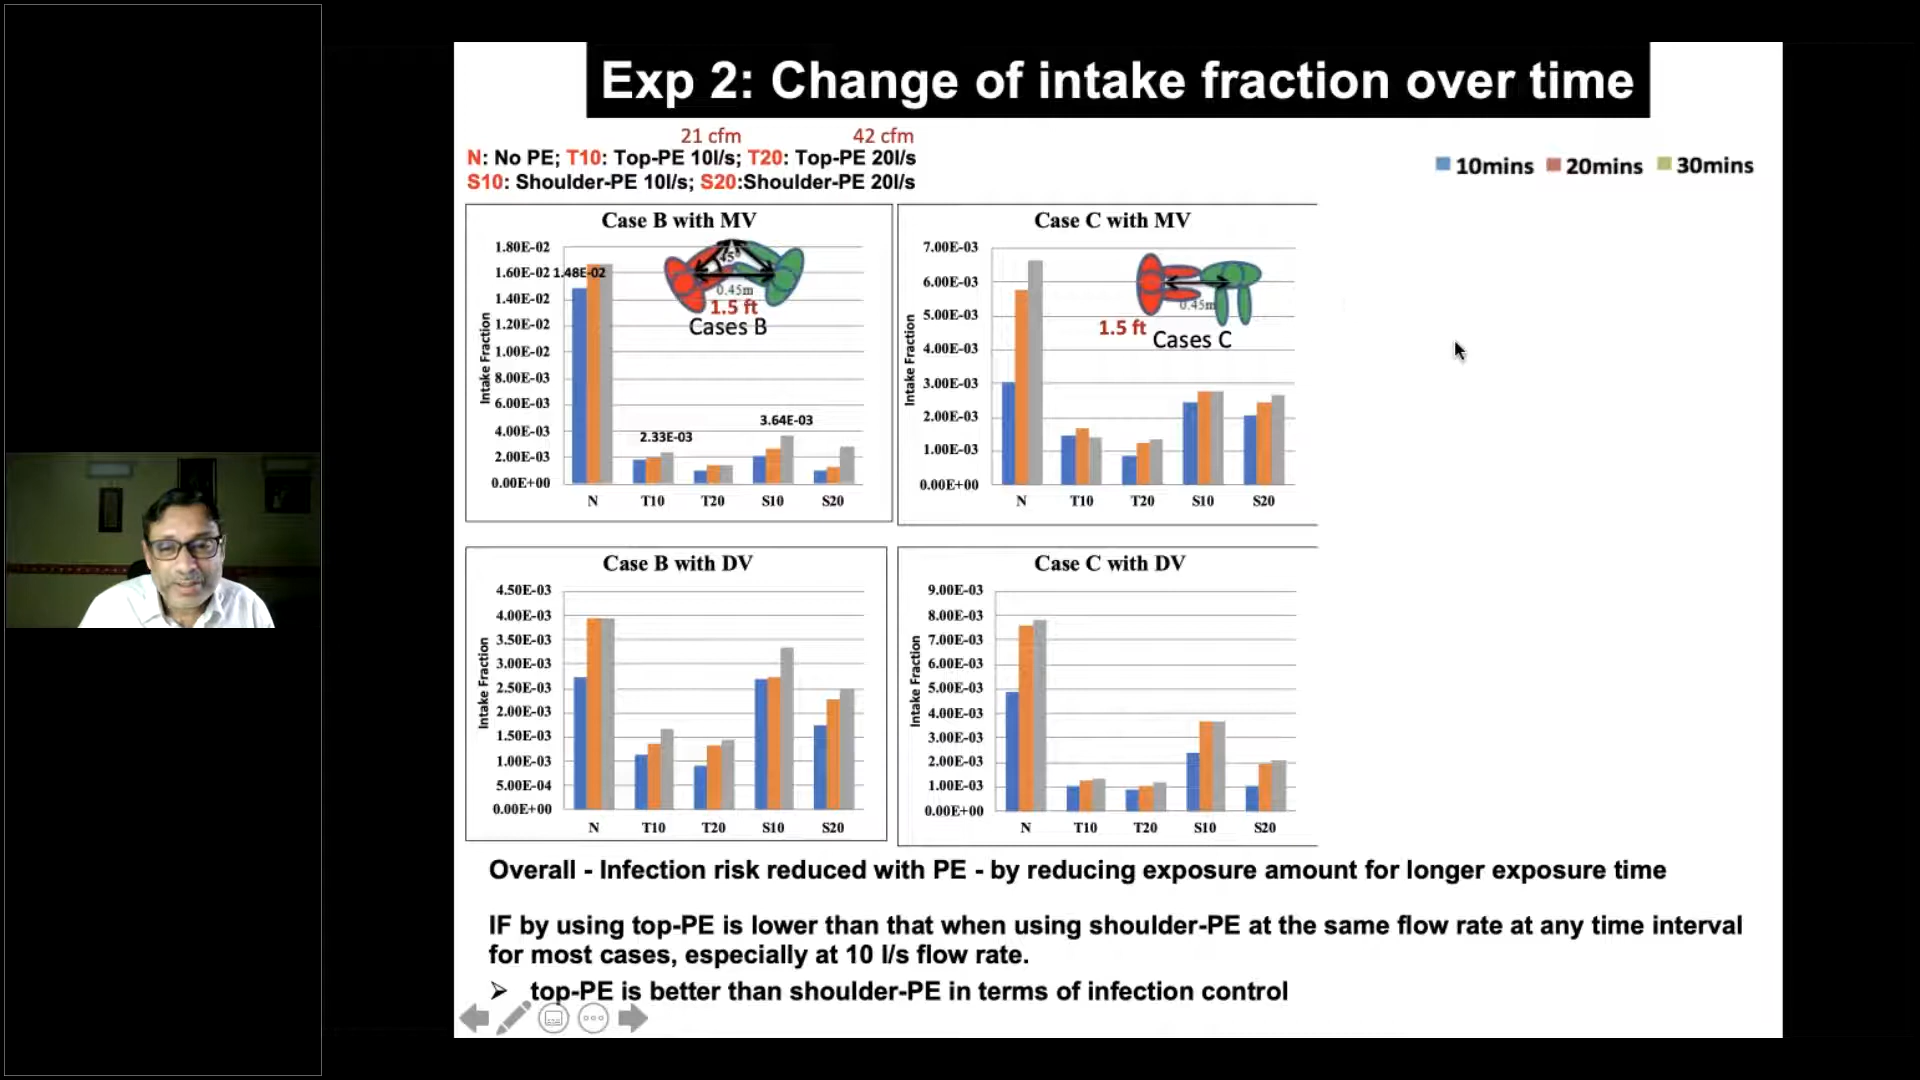 Exp 2: Change of intake fraction over time
21 cfm 42 cfm
N: No PE; T10: Top-PE 10l/s; T20: Top-PE 20l/s
S10: Shoulder-PE 10l/s; S20:Shoulder-PE 20l/s
10mins 20mins 30mins
Case B with MV
Intake Fraction
1.80E-02
1.60E-02
1.40E-02
1.20E-02
1.00E-02
8.00E-03
6.00E-03
4.00E-03
2.00E-03
0.00E+00
1.48E-02
2.33E-03
3.64E-03
45°
0.45m
1.5 ft
Cases B
N T10 T20 S10 S20
Case C with MV
Intake Fraction
7.00E-03
6.00E-03
5.00E-03
4.00E-03
3.00E-03
2.00E-03
1.00E-03
0.00E+00
0.45m
1.5 ft
Cases C
N T10 T20 S10 S20
Case B with DV
Intake Fraction
4.50E-03
4.00E-03
3.50E-03
3.00E-03
2.50E-03
2.00E-03
1.50E-03
1.00E-03
5.00E-04
0.00E+00
N T10 T20 S10 S20
Case C with DV
Intake Fraction
9.00E-03
8.00E-03
7.00E-03
6.00E-03
5.00E-03
4.00E-03
3.00E-03
2.00E-03
1.00E-03
0.00E+00
N T10 T20 S10 S20
Overall - Infection risk reduced with PE - by reducing exposure amount for longer exposure time
IF by using top-PE is lower than that when using shoulder-PE at the same flow rate at any time interval
for most cases, especially at 10 l/s flow rate.
➢ top-PE is better than shoulder-PE in terms of infection control